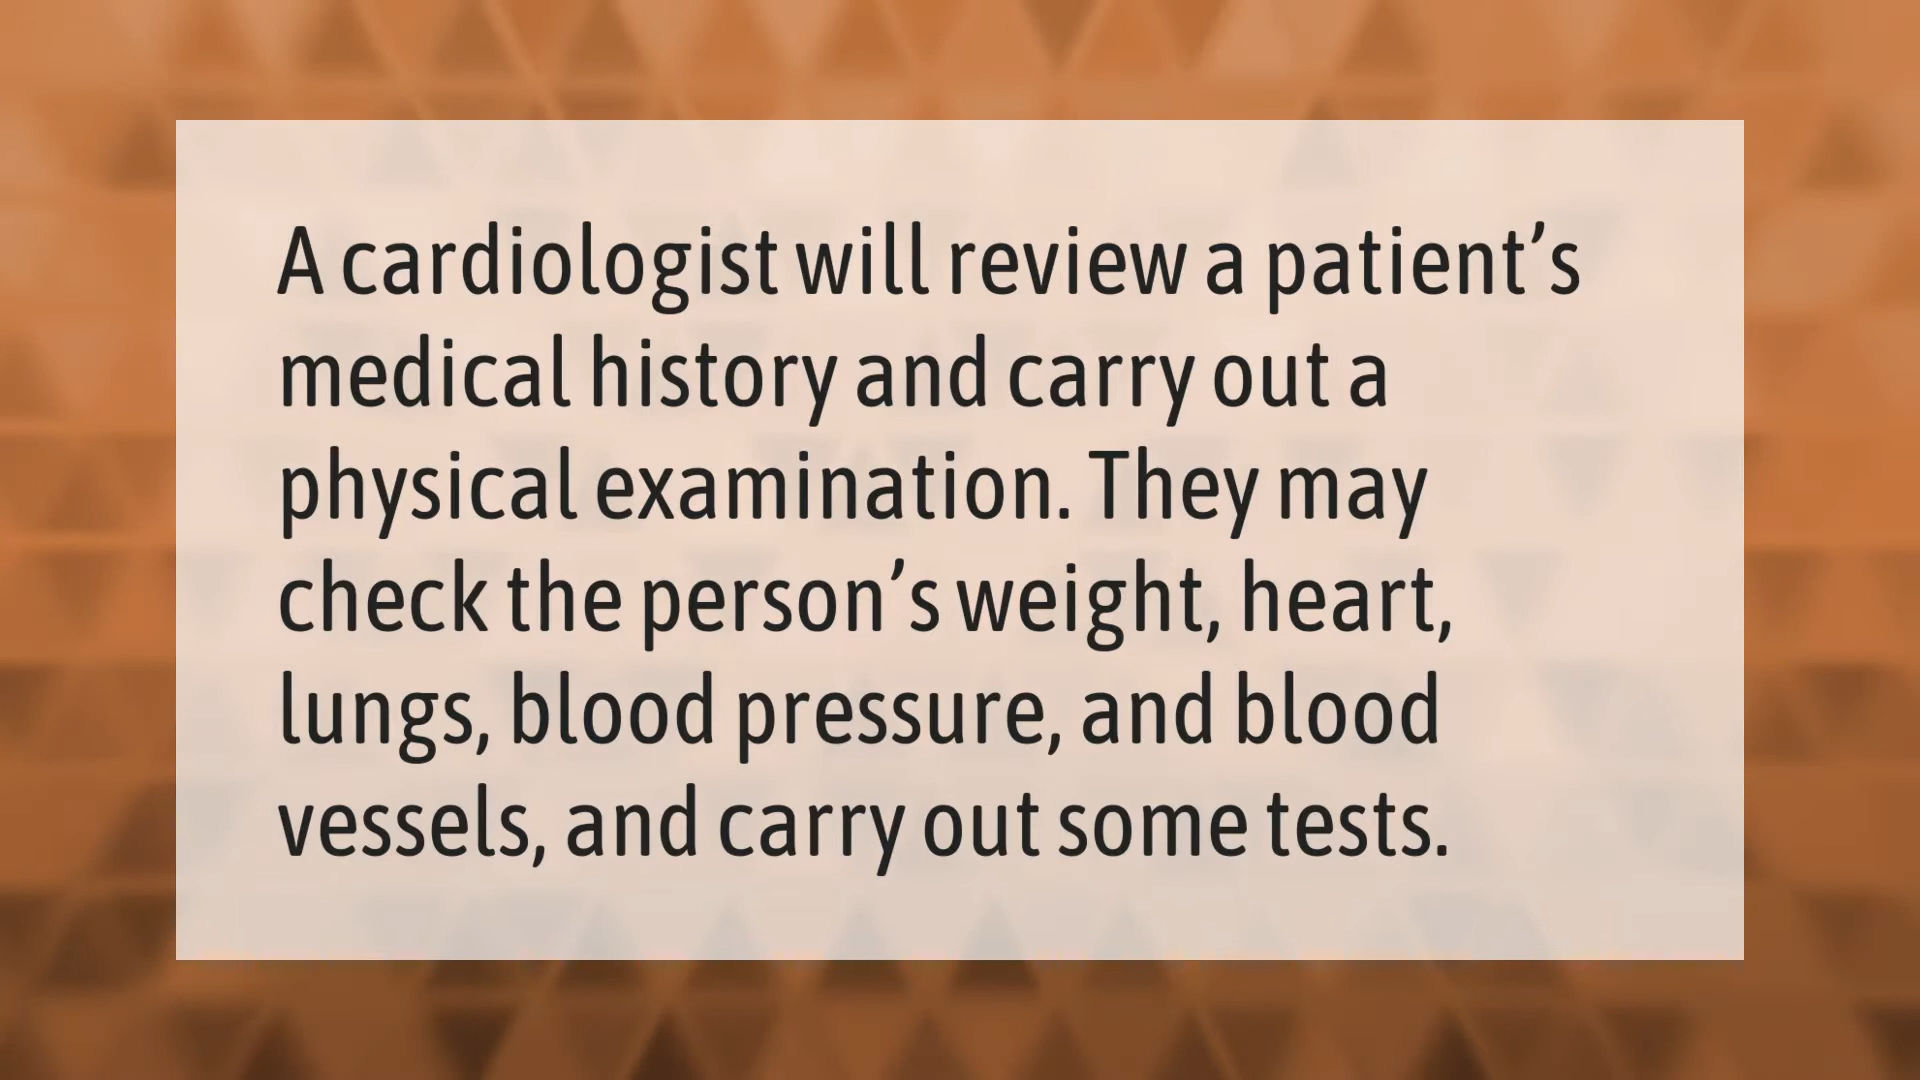 A cardiologist will review a patient’s
medical history and carry out a
physical examination. They may
check the person’s weight, heart,
lungs, blood pressure, and blood
vessels, and carry out some tests.